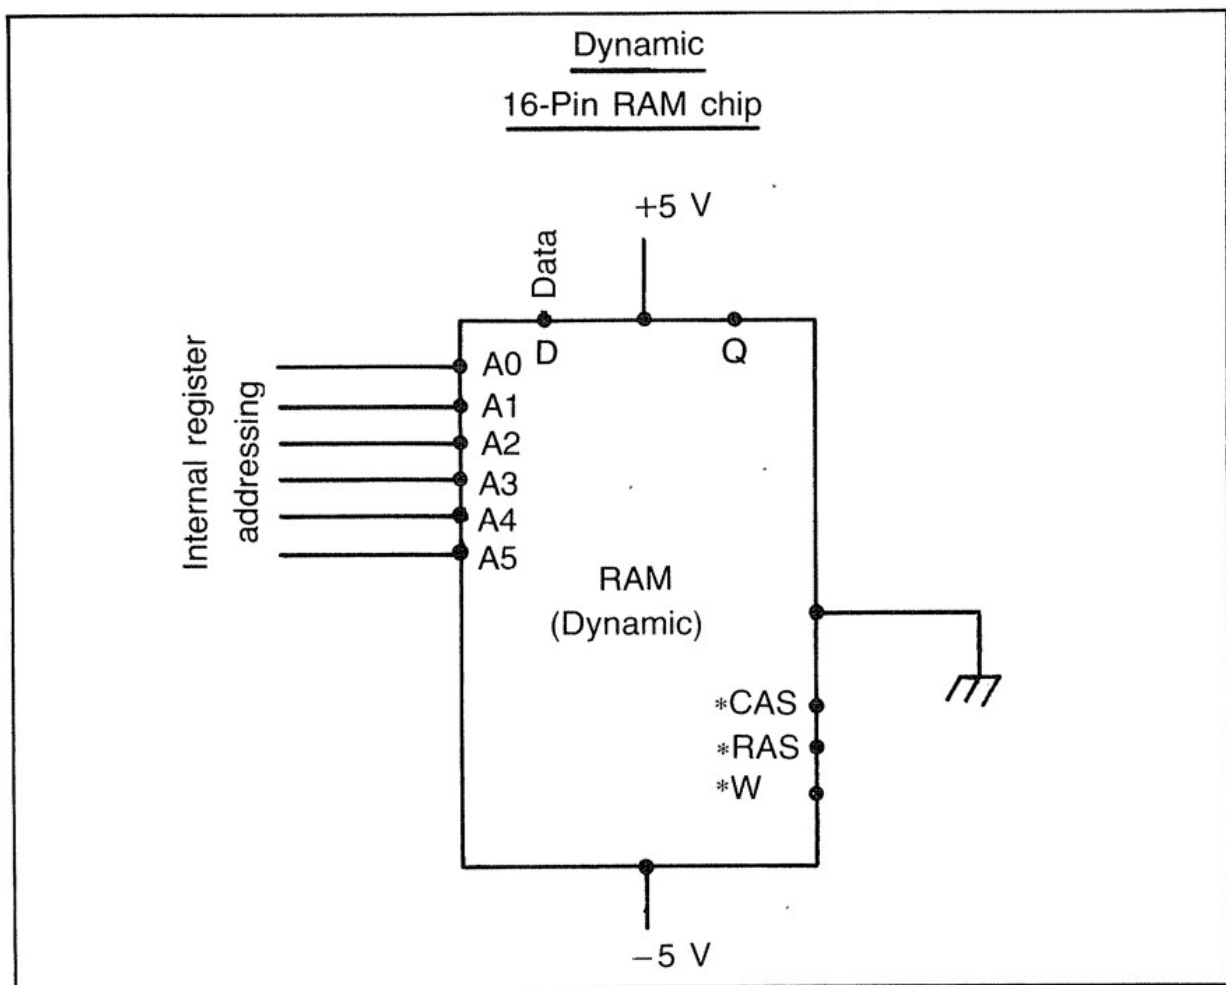 Dynamic
16-Pin RAM chip
+5 V
Data
D
Q
Internal register
addressing
A0
A1
A2
A3
A4
A5
RAM
(Dynamic)
*CAS
*RAS
*W
−5 V